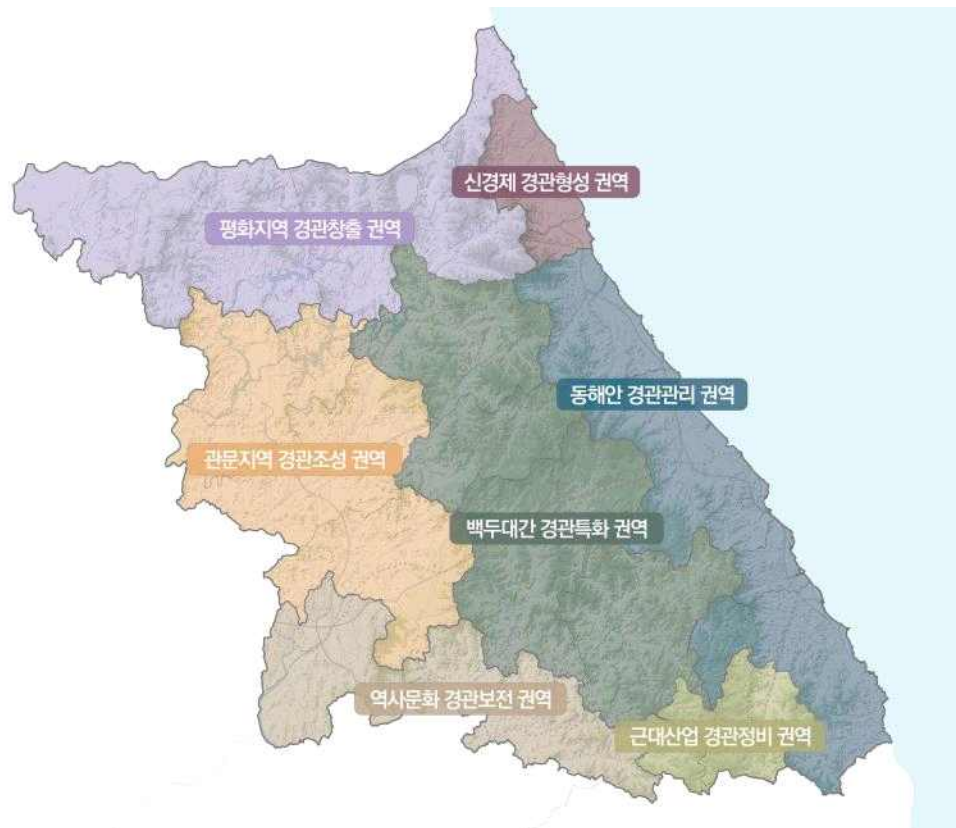 신경제 경관형성 권역
평화지역 경관창출 권역
동해안 경관관리 권역
관문지역 경관조성 권역
백두대간 경관특화 권역
역사문화 경관보전 권역
근대산업 경관정비 권역